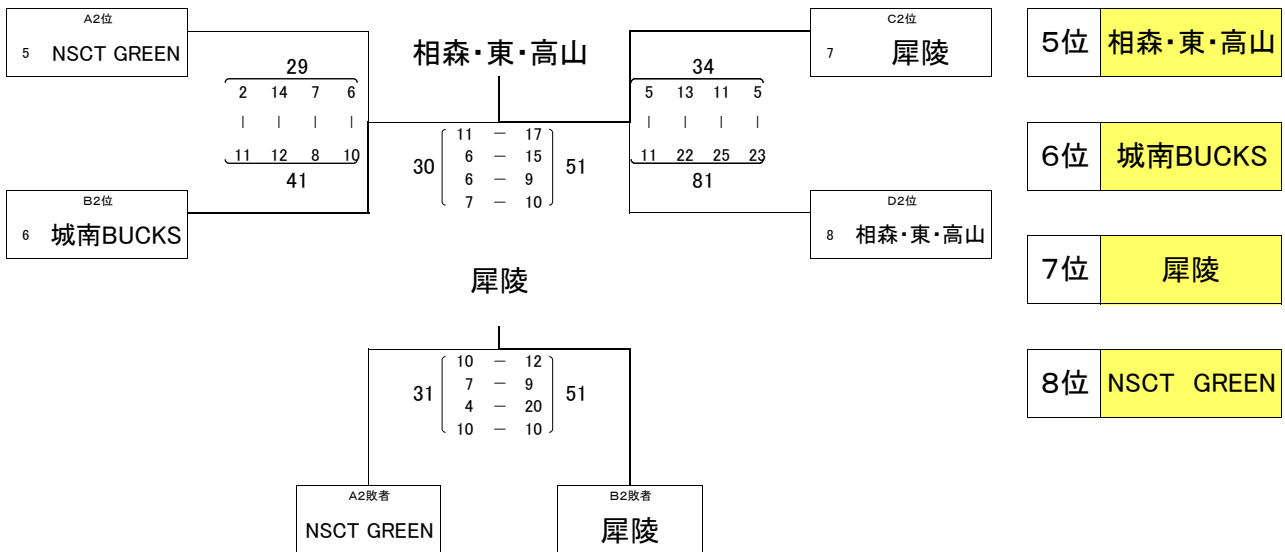 A2位
5 NSCT GREEN
相森・東・高山
C2位
7 犀陵
5位 相森・東・高山
29
2 14 7 6
| | | |
11 12 8 10
41
30
11 － 17
6 － 15
6 － 9
7 － 10
51
34
5 13 11 5
| | | |
11 22 25 23
81
6位 城南BUCKS
B2位
6 城南BUCKS
D2位
8 相森・東・高山
7位 犀陵
犀陵
31
10 － 12
7 － 9
4 － 20
10 － 10
51
8位 NSCT　GREEN
A2敗者
NSCT GREEN
B2敗者
犀陵